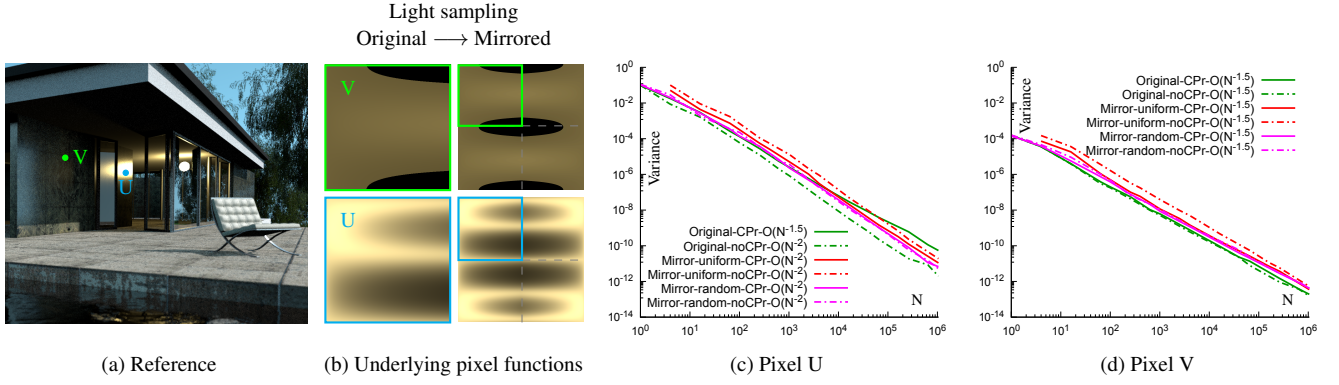 Light sampling
Original ⟶ Mirrored
V
U
V
U
10^0
10^-2
10^-4
10^-6
10^-8
10^-10
10^-12
10^-14
Variance
Original-CPr-O(N^-1.5)
Original-noCPr-O(N^-2)
Mirror-uniform-CPr-O(N^-2)
Mirror-uniform-noCPr-O(N^-2)
Mirror-random-CPr-O(N^-2)
Mirror-random-noCPr-O(N^-2)
N
10^0 10^1 10^2 10^3 10^4 10^5 10^6
10^0
10^-2
10^-4
10^-6
10^-8
10^-10
10^-12
10^-14
Variance
Original-CPr-O(N^-1.5)
Original-noCPr-O(N^-1.5)
Mirror-uniform-CPr-O(N^-1.5)
Mirror-uniform-noCPr-O(N^-1.5)
Mirror-random-CPr-O(N^-1.5)
Mirror-random-noCPr-O(N^-1.5)
N
10^0 10^1 10^2 10^3 10^4 10^5 10^6
(a) Reference
(b) Underlying pixel functions
(c) Pixel U
(d) Pixel V